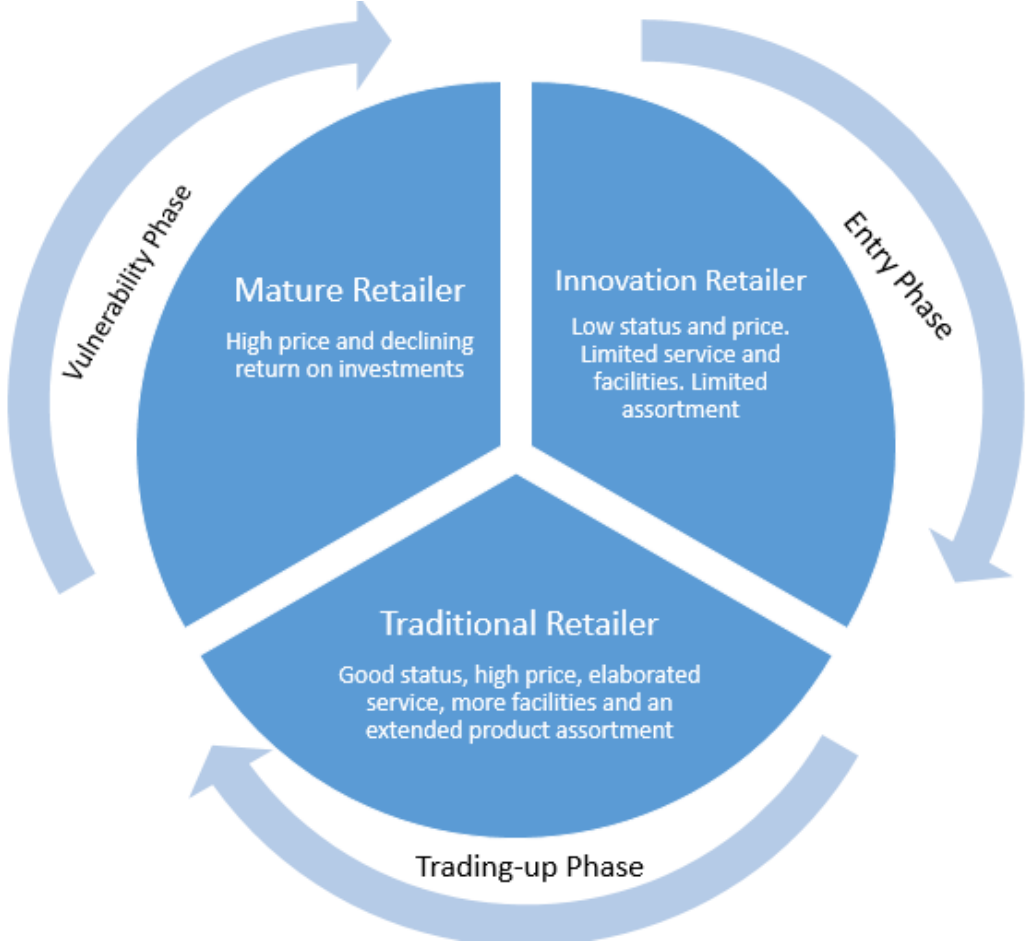 Vulnerability Phase
Mature Retailer
High price and declining
return on investments
Innovation Retailer
Low status and price.
Limited service and
facilities. Limited
assortment
Entry Phase
Traditional Retailer
Good status, high price, elaborated
service, more facilities and an
extended product assortment
Trading-up Phase